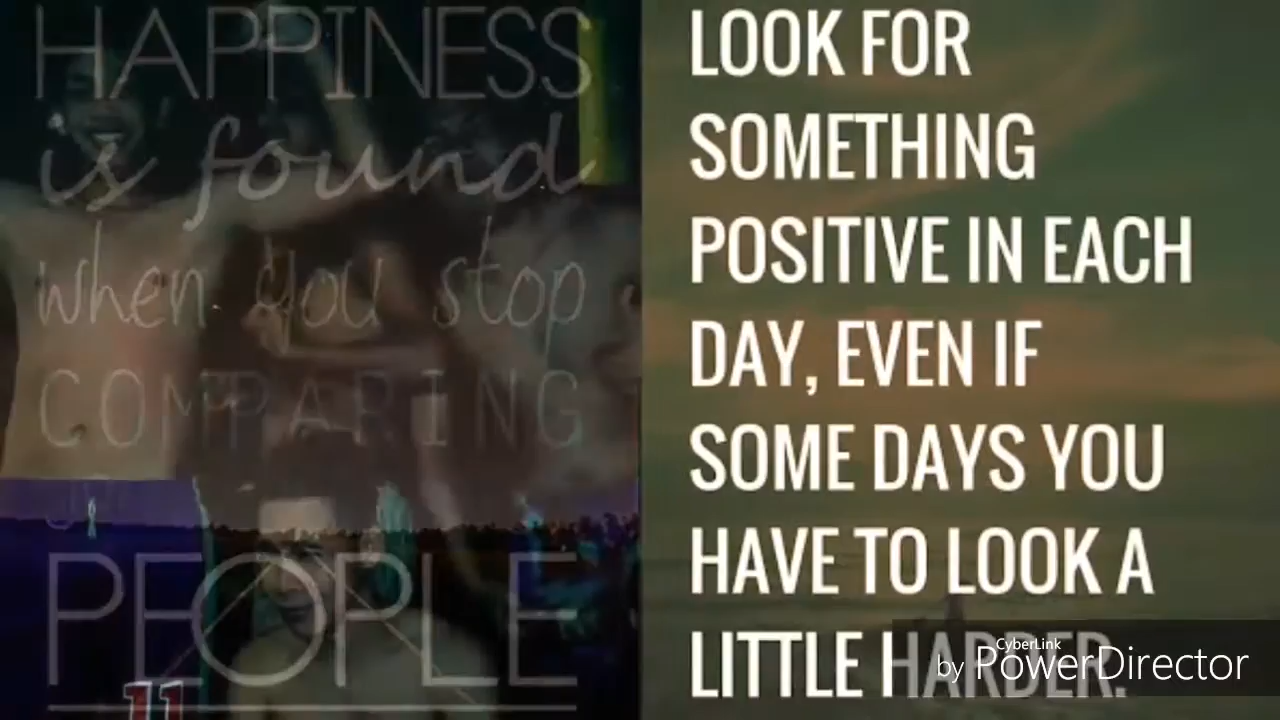 HAPPINESS
is found
when you stop
COMPARING
PEOPLE
11
LOOK FOR
SOMETHING
POSITIVE IN EACH
DAY, EVEN IF
SOME DAYS YOU
HAVE TO LOOK A
LITTLE HARDER.
CyberLink
by PowerDirector